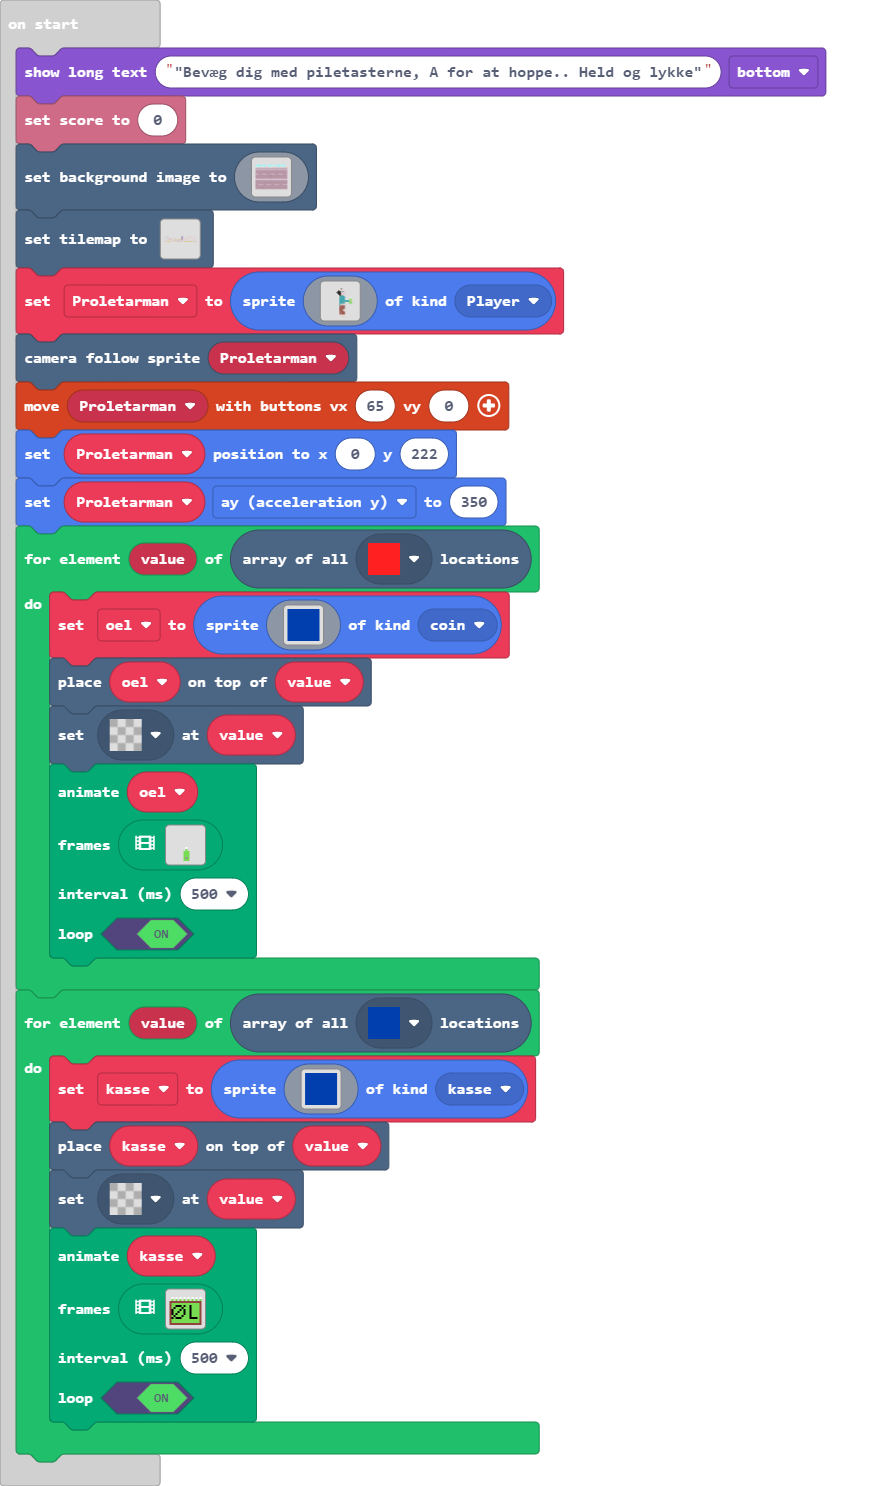 on start
show long text ""Bevæg dig med piletasterne, A for at hoppe.. Held og lykke"" bottom
set score to 0
set background image to
set tilemap to
set Proletarman to sprite of kind Player
camera follow sprite Proletarman
move Proletarman with buttons vx 65 vy 0
set Proletarman position to x 0 y 222
set Proletarman ay (acceleration y) to 350
for element value of array of all locations
do
set oel to sprite of kind coin
place oel on top of value
set at value
animate oel
frames
interval (ms) 500
loop ON
for element value of array of all locations
do
set kasse to sprite of kind kasse
place kasse on top of value
set at value
animate kasse
frames ØL
interval (ms) 500
loop ON